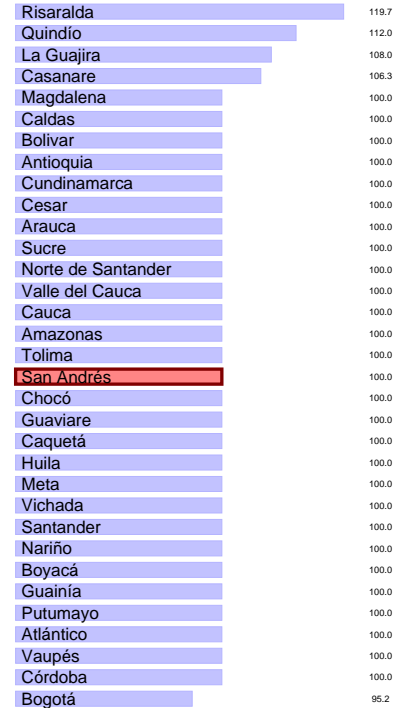 Risaralda 119.7
Quindío 112.0
La Guajira 108.0
Casanare 106.3
Magdalena 100.0
Caldas 100.0
Bolivar 100.0
Antioquia 100.0
Cundinamarca 100.0
Cesar 100.0
Arauca 100.0
Sucre 100.0
Norte de Santander 100.0
Valle del Cauca 100.0
Cauca 100.0
Amazonas 100.0
Tolima 100.0
San Andrés 100.0
Chocó 100.0
Guaviare 100.0
Caquetá 100.0
Huila 100.0
Meta 100.0
Vichada 100.0
Santander 100.0
Nariño 100.0
Boyacá 100.0
Guainía 100.0
Putumayo 100.0
Atlántico 100.0
Vaupés 100.0
Córdoba 100.0
Bogotá 95.2